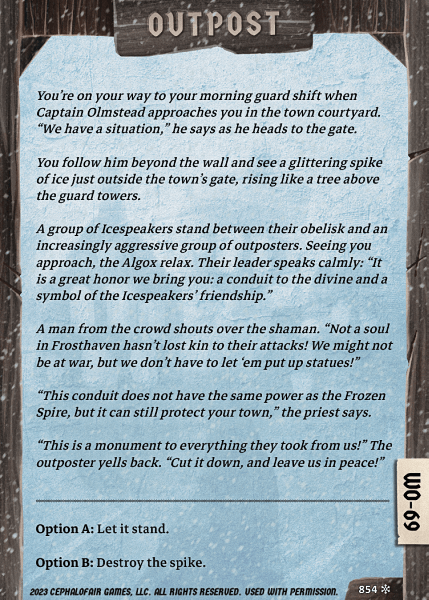 OUTPOST
You're on your way to your morning guard shift when
Captain Olmstead approaches you in the town courtyard.
“We have a situation,” he says as he heads to the gate.
You follow him beyond the wall and see a glittering spike
of ice just outside the town's gate, rising like a tree above
the guard towers.
A group of Icespeakers stand between their obelisk and an
increasingly aggressive group of outposters. Seeing you
approach, the Algox relax. Their leader speaks calmly: “It
is a great honor we bring you: a conduit to the divine and a
symbol of the Icespeakers' friendship.”
A man from the crowd shouts over the shaman. “Not a soul
in Frosthaven hasn't lost kin to their attacks! We might not
be at war, but we don't have to let ‘em put up statues!”
“This conduit does not have the same power as the Frozen
Spire, but it can still protect your town,” the priest says.
“This is a monument to everything they took from us!” The
outposter yells back. “Cut it down, and leave us in peace!”
WO-69
Option A: Let it stand.
Option B: Destroy the spike.
2023 CEPHALOFAIR GAMES, LLC. ALL RIGHTS RESERVED. USED WITH PERMISSION.
854